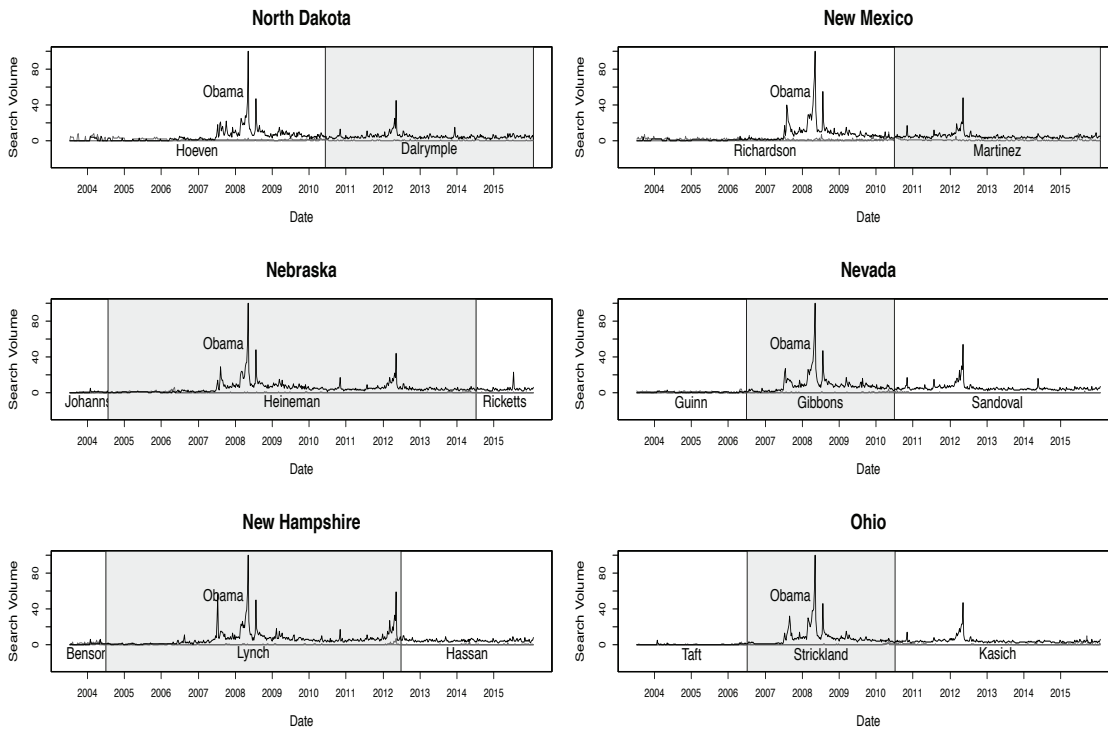 North Dakota
Search Volume
0 40 80
Obama
Hoeven Dalrymple
2004 2005 2006 2007 2008 2009 2010 2011 2012 2013 2014 2015
Date
New Mexico
Search Volume
0 40 80
Obama
Richardson Martinez
2004 2005 2006 2007 2008 2009 2010 2011 2012 2013 2014 2015
Date
Nebraska
Search Volume
0 40 80
Obama
Johanns Heineman Ricketts
2004 2005 2006 2007 2008 2009 2010 2011 2012 2013 2014 2015
Date
Nevada
Search Volume
0 40 80
Obama
Guinn Gibbons Sandoval
2004 2005 2006 2007 2008 2009 2010 2011 2012 2013 2014 2015
Date
New Hampshire
Search Volume
0 40 80
Obama
Benson Lynch Hassan
2004 2005 2006 2007 2008 2009 2010 2011 2012 2013 2014 2015
Date
Ohio
Search Volume
0 40 80
Obama
Taft Strickland Kasich
2004 2005 2006 2007 2008 2009 2010 2011 2012 2013 2014 2015
Date